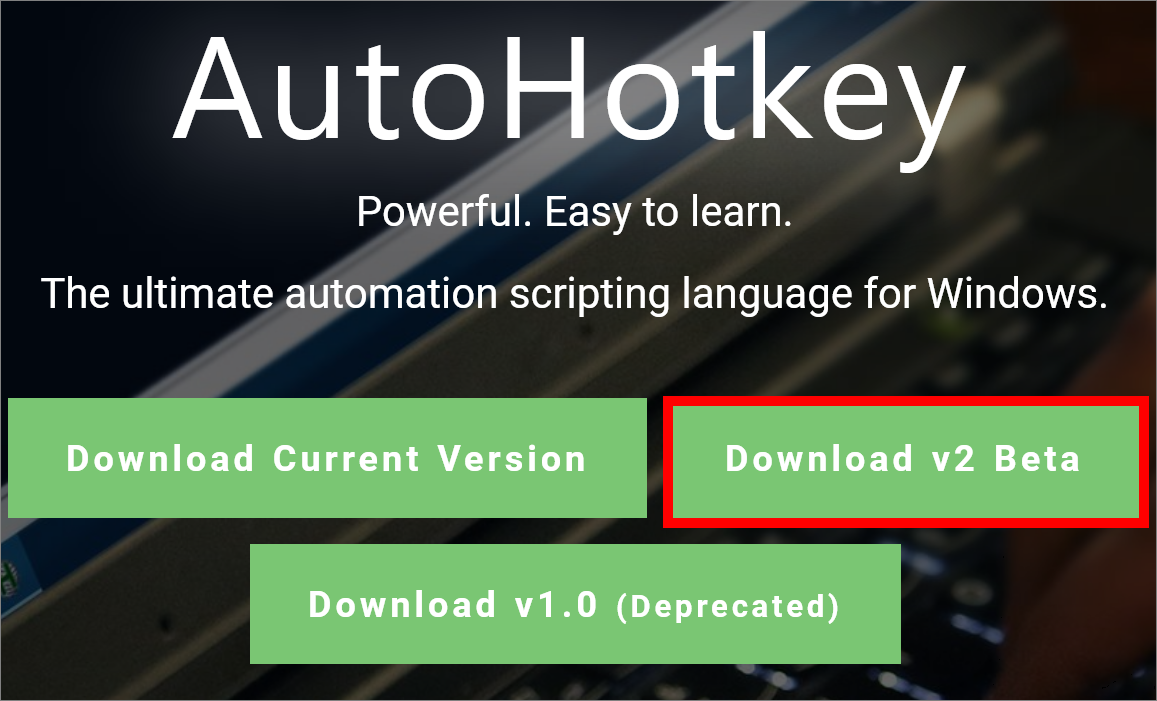 AutoHotkey
Powerful. Easy to learn.
The ultimate automation scripting language for Windows.
Download Current Version
Download v2 Beta
Download v1.0 (Deprecated)